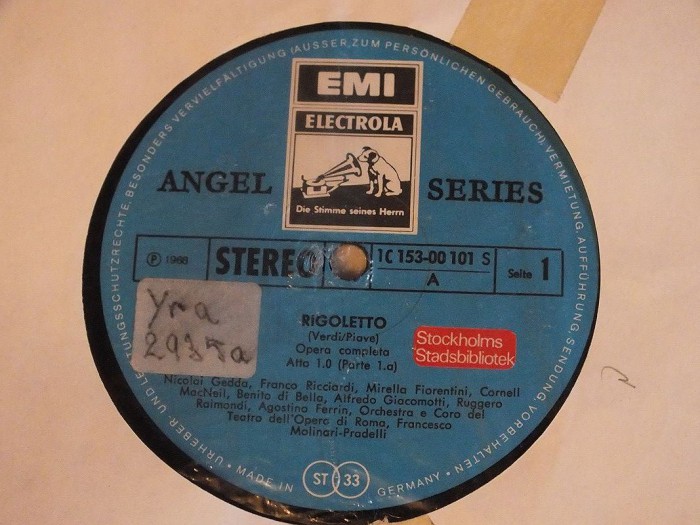 URHEBER- UND LEISTUNGSSCHUTZRECHTE, BESONDERS VERVIELFÄLTIGUNG (AUSSER ZUM PERSÖNLICHEN GEBRAUCH), VERMIETUNG, AUFFÜHRUNG, SENDUNG, VORBEHALTEN •
EMI
ELECTROLA
ANGEL SERIES
Die Stimme seines Herrn
Ⓟ 1968 STEREO 1C 153-00 101 S
A
Seite 1
Yra
2935a
RIGOLETTO
(Verdi/Piave)
Opera completa
Atto 1.0 (Parte 1.a)
Stockholms
Stadsbibliotek
Nicolai Gedda, Franco Ricciardi, Mirella Fiorentini, Cornell
MacNeil, Benito di Bella, Alfredo Giacomotti, Ruggero
Raimondi, Agostino Ferrin, Orchestra e Coro del
Teatro dell'Opera di Roma, Francesco
Molinari-Pradelli
• MADE IN GERMANY •
ST 33